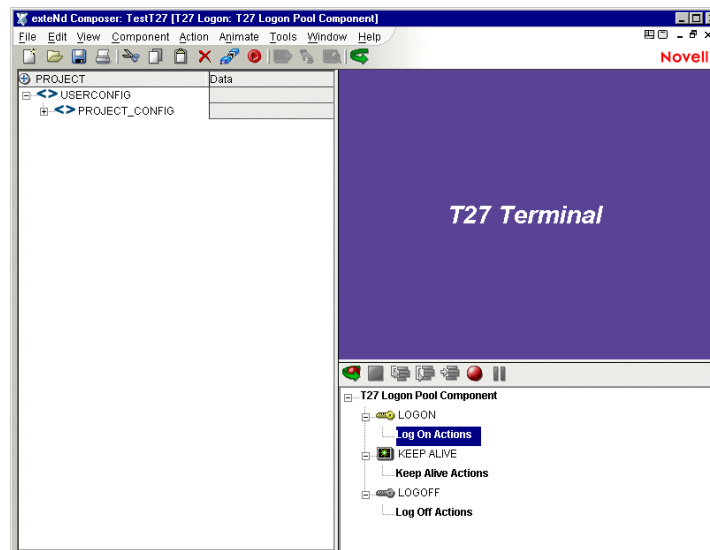 exteNd Composer: TestT27 [T27 Logon: T27 Logon Pool Component]
File Edit View Component Action Animate Tools Window Help
Novell
PROJECT Data
USERCONFIG
PROJECT_CONFIG
T27 Terminal
T27 Logon Pool Component
LOGON
Log On Actions
KEEP ALIVE
Keep Alive Actions
LOGOFF
Log Off Actions